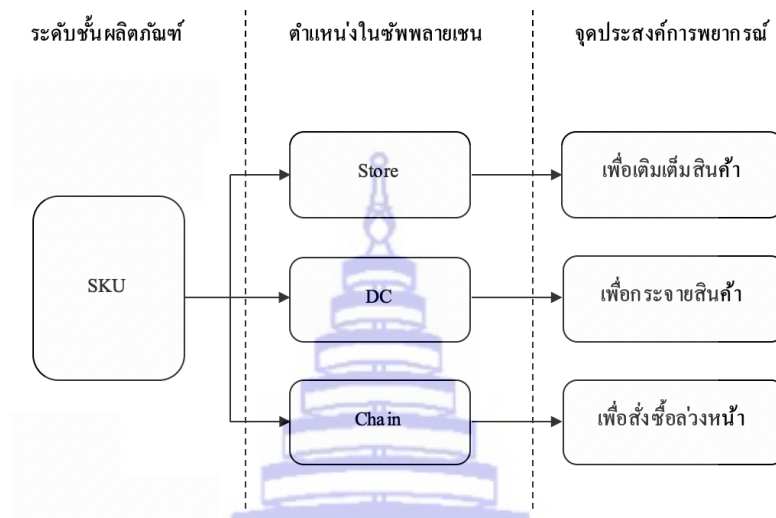 ระดับชั้นผลิตภัณฑ์
ตำแหน่งในซัพพลายเชน
จุดประสงค์การพยากรณ์
SKU
Store
เพื่อเติมเต็มสินค้า
DC
เพื่อกระจายสินค้า
Chain
เพื่อสั่งซื้อล่วงหน้า